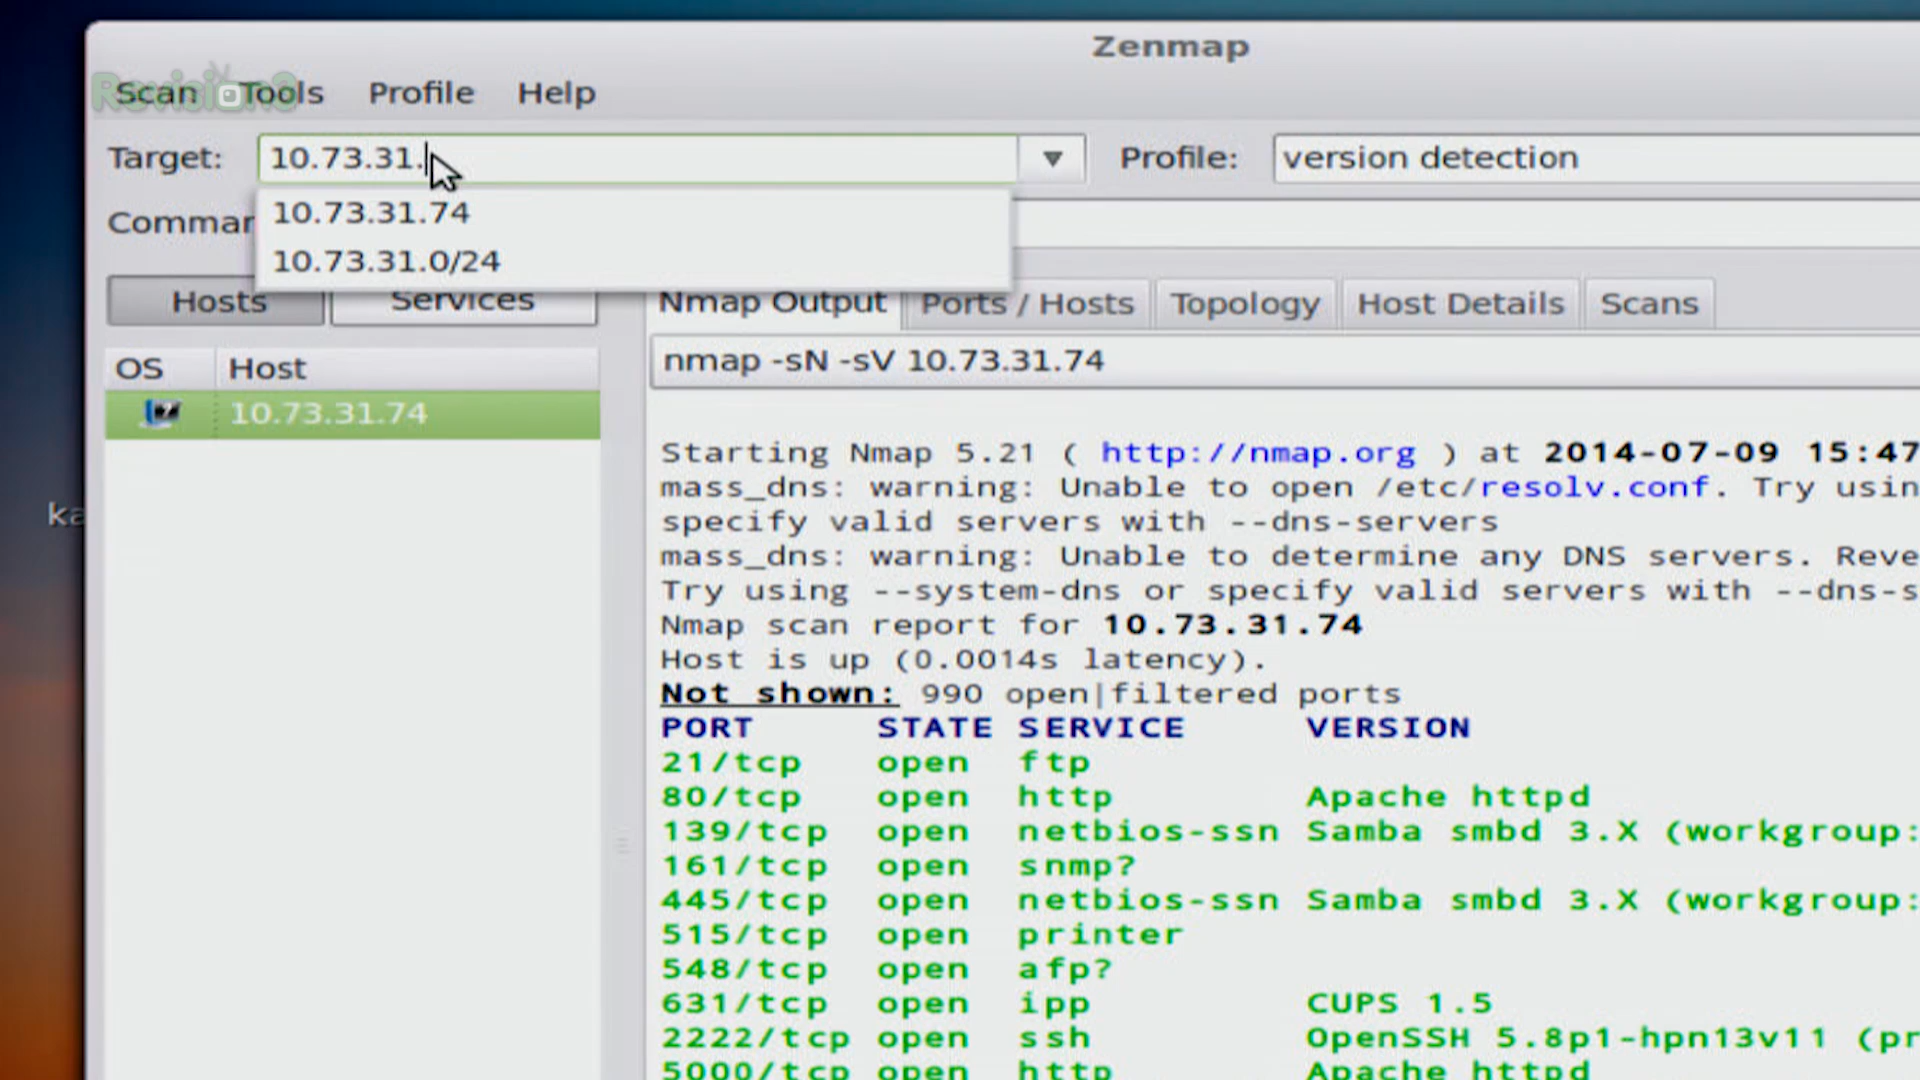 Zenmap
Revision3
Scan Tools Profile Help
Target: 10.73.31. Profile: version detection
10.73.31.74
Comman
10.73.31.0/24
Hosts Services Nmap Output Ports / Hosts Topology Host Details Scans
OS Host
nmap -sN -sV 10.73.31.74
10.73.31.74
Starting Nmap 5.21 ( http://nmap.org ) at 2014-07-09 15:47
mass_dns: warning: Unable to open /etc/resolv.conf. Try usin
ka
specify valid servers with --dns-servers
mass_dns: warning: Unable to determine any DNS servers. Reve
Try using --system-dns or specify valid servers with --dns-s
Nmap scan report for 10.73.31.74
Host is up (0.0014s latency).
Not shown: 990 open|filtered ports
PORT STATE SERVICE VERSION
21/tcp open ftp
80/tcp open http Apache httpd
139/tcp open netbios-ssn Samba smbd 3.X (workgroup:
161/tcp open snmp?
445/tcp open netbios-ssn Samba smbd 3.X (workgroup:
515/tcp open printer
548/tcp open afp?
631/tcp open ipp CUPS 1.5
2222/tcp open ssh OpenSSH 5.8p1-hpn13v11 (pr
5000/tcp open http Apache httpd